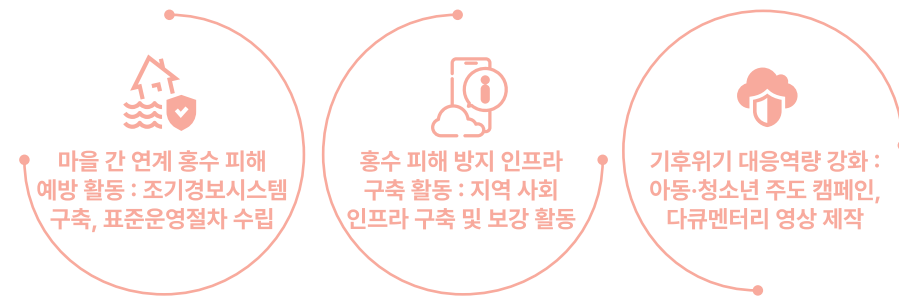 마을 간 연계 홍수 피해
예방 활동 : 조기경보시스템
구축, 표준운영절차 수립
홍수 피해 방지 인프라
구축 활동 : 지역 사회
인프라 구축 및 보강 활동
기후위기 대응역량 강화 :
아동·청소년 주도 캠페인,
다큐멘터리 영상 제작